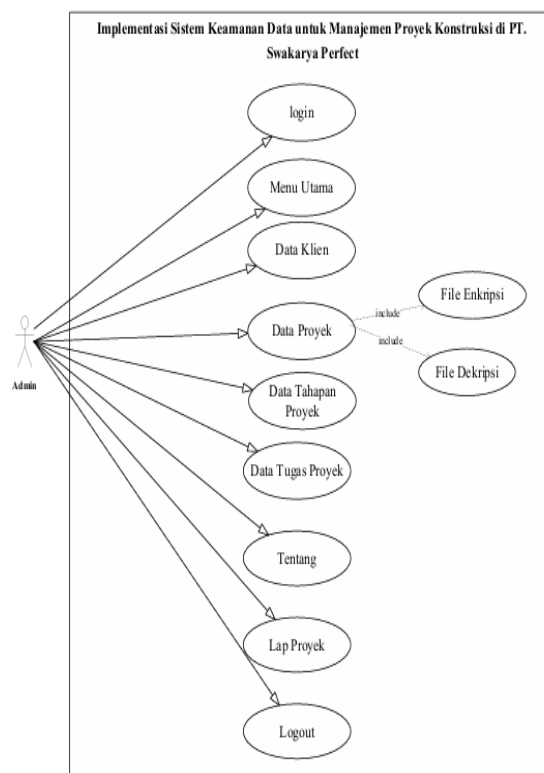 Implementasi Sistem Keamanan Data untuk Manajemen Proyek Konstruksi di PT.
Swakarya Perfect
login
Menu Utama
Data Klien
File Enkripsi
include
Data Proyek
include
File Dekripsi
Admin
Data Tahapan
Proyek
Data Tugas Proyek
Tentang
Lap Proyek
Logout